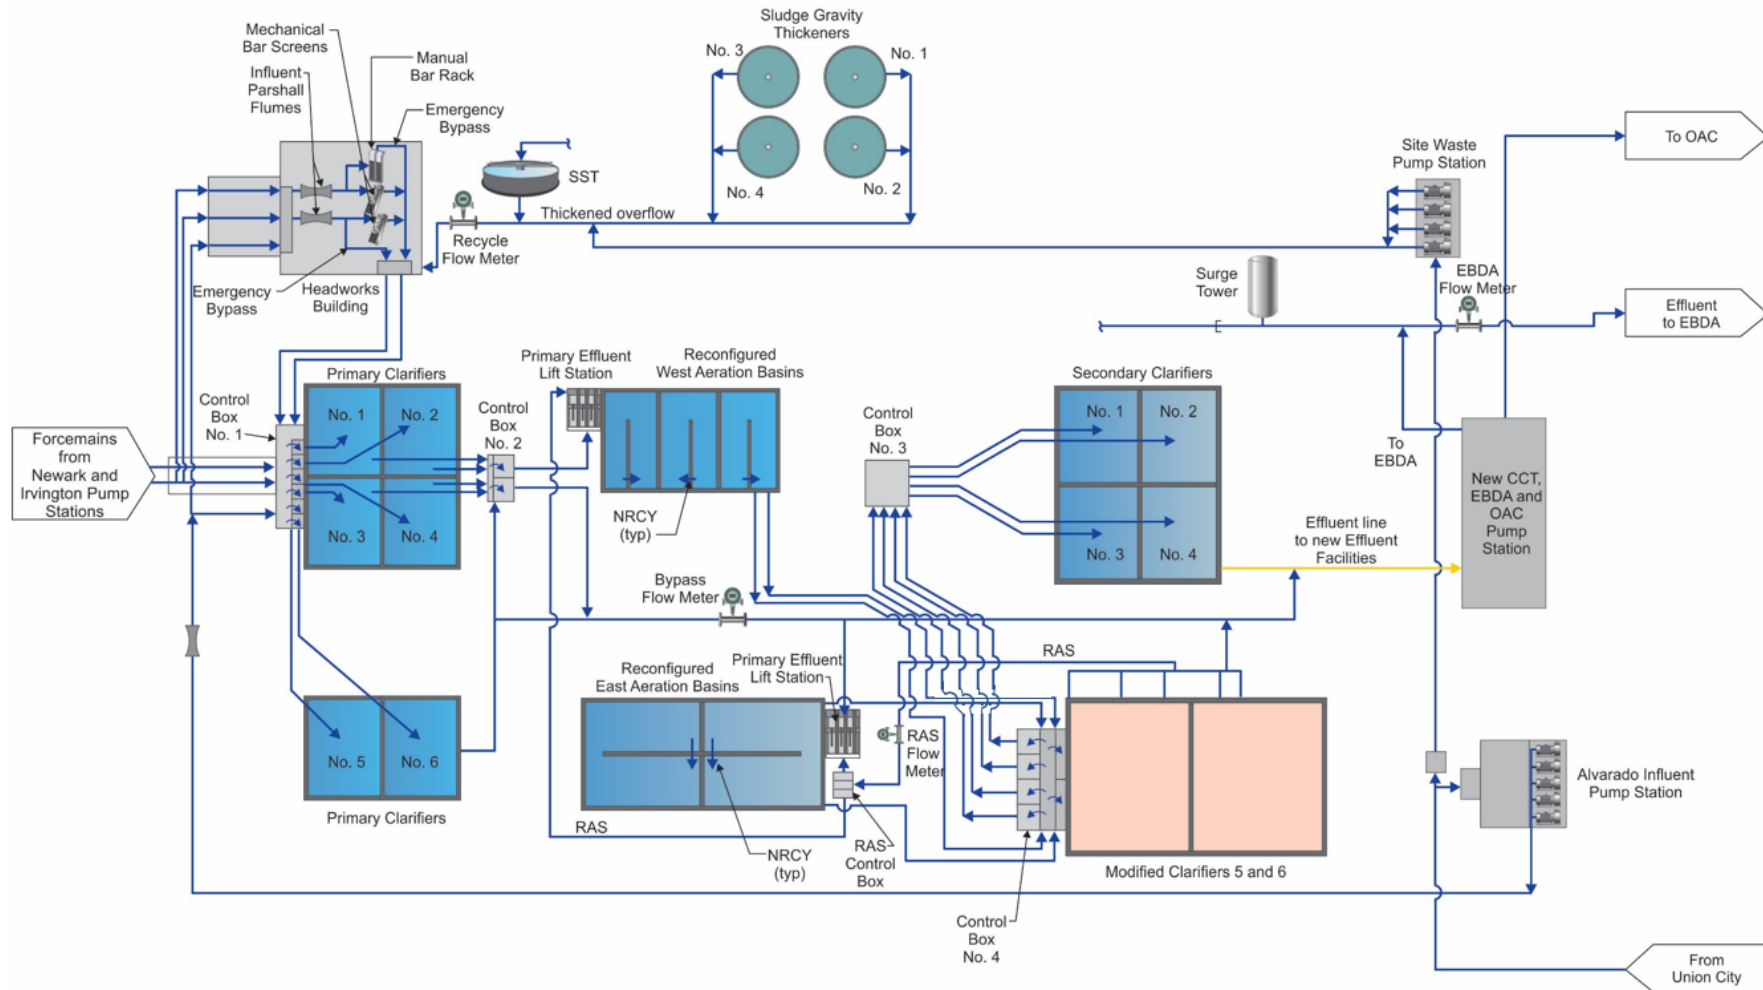 Sludge Gravity
Thickeners
No. 3
No. 1
No. 4
No. 2
Mechanical
Bar Screens
Manual
Bar Rack
Influent
Parshall
Flumes
Emergency
Bypass
SST
Thickened overflow
Recycle
Flow Meter
Emergency
Bypass
Headworks
Building
Site Waste
Pump Station
To OAC
Surge
Tower
EBDA
Flow Meter
Effluent
to EBDA
To
EBDA
New CCT,
EBDA and
OAC
Pump
Station
Effluent line
to new Effluent
Facilities
Forcemains
from
Newark and
Irvington Pump
Stations
Control
Box
No. 1
Primary Clarifiers
No. 1
No. 2
No. 3
No. 4
Control
Box
No. 2
Primary Effluent
Lift Station
Reconfigured
West Aeration Basins
NRCY
(typ)
Control
Box
No. 3
Secondary Clarifiers
No. 1
No. 2
No. 3
No. 4
Bypass
Flow Meter
No. 5
No. 6
Primary Clarifiers
Reconfigured
East Aeration Basins
Primary Effluent
Lift Station
RAS
RAS
Flow
Meter
RAS
NRCY
(typ)
RAS
Control
Box
Control
Box
No. 4
Modified Clarifiers 5 and 6
Alvarado Influent
Pump Station
From
Union City